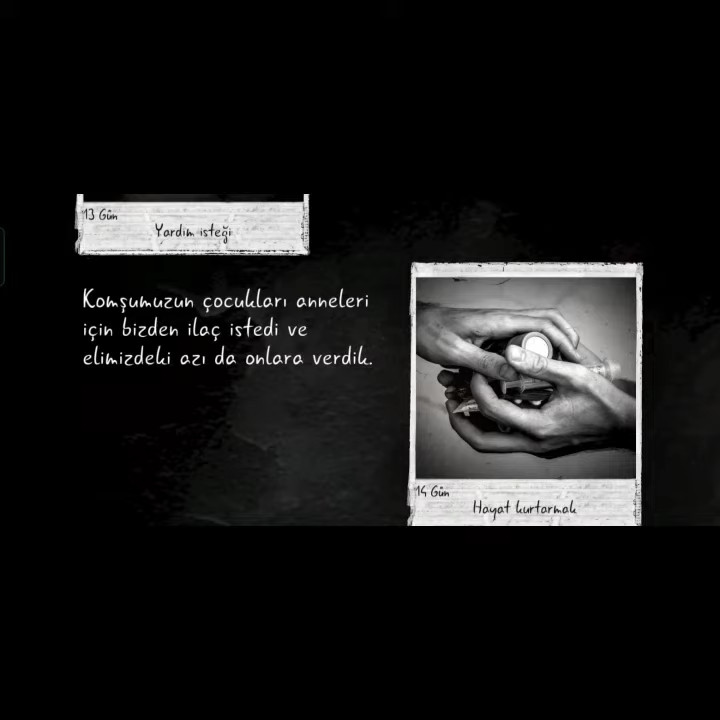 13 Gün
Yardım isteği
Komşumuzun çocukları anneleri
için bizden ilaç istedi ve
elimizdeki azı da onlara verdik.
14 Gün
Hayat kurtarmak